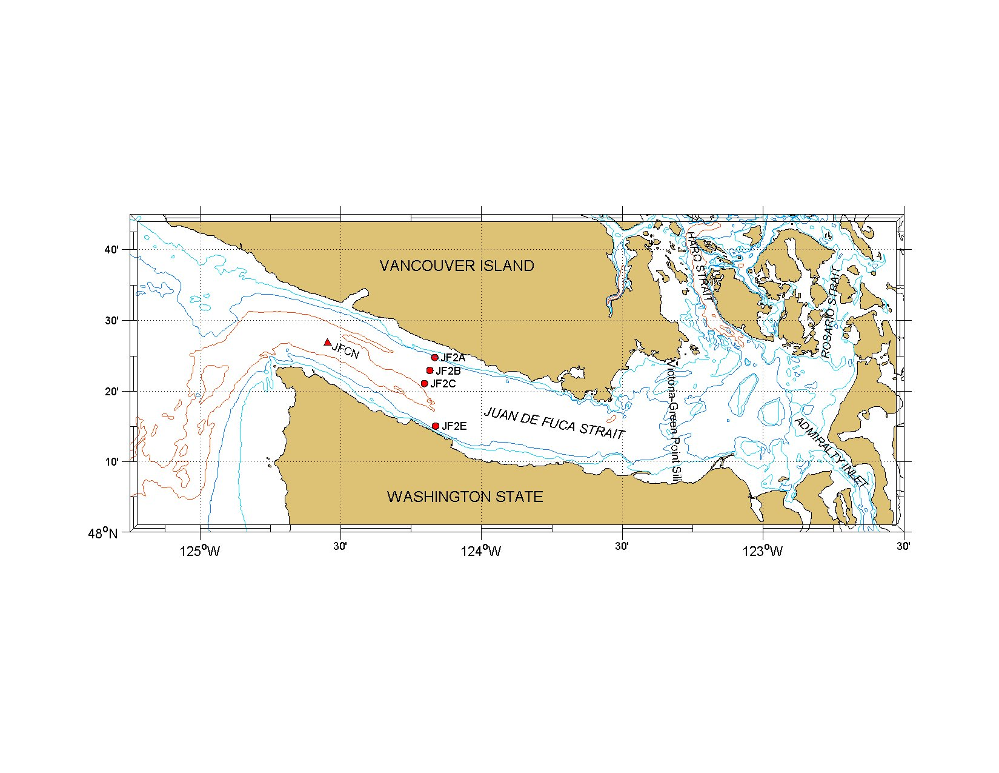 40'
VANCOUVER ISLAND
HARO STRAIT
ROSARIO STRAIT
30'
JFCN
JF2A
JF2B
JF2C
20'
Victoria-Green Point Sill
JUAN DE FUCA STRAIT
JF2E
ADMIRALTY INLET
10'
WASHINGTON STATE
48°N
125°W
30'
124°W
30'
123°W
30'